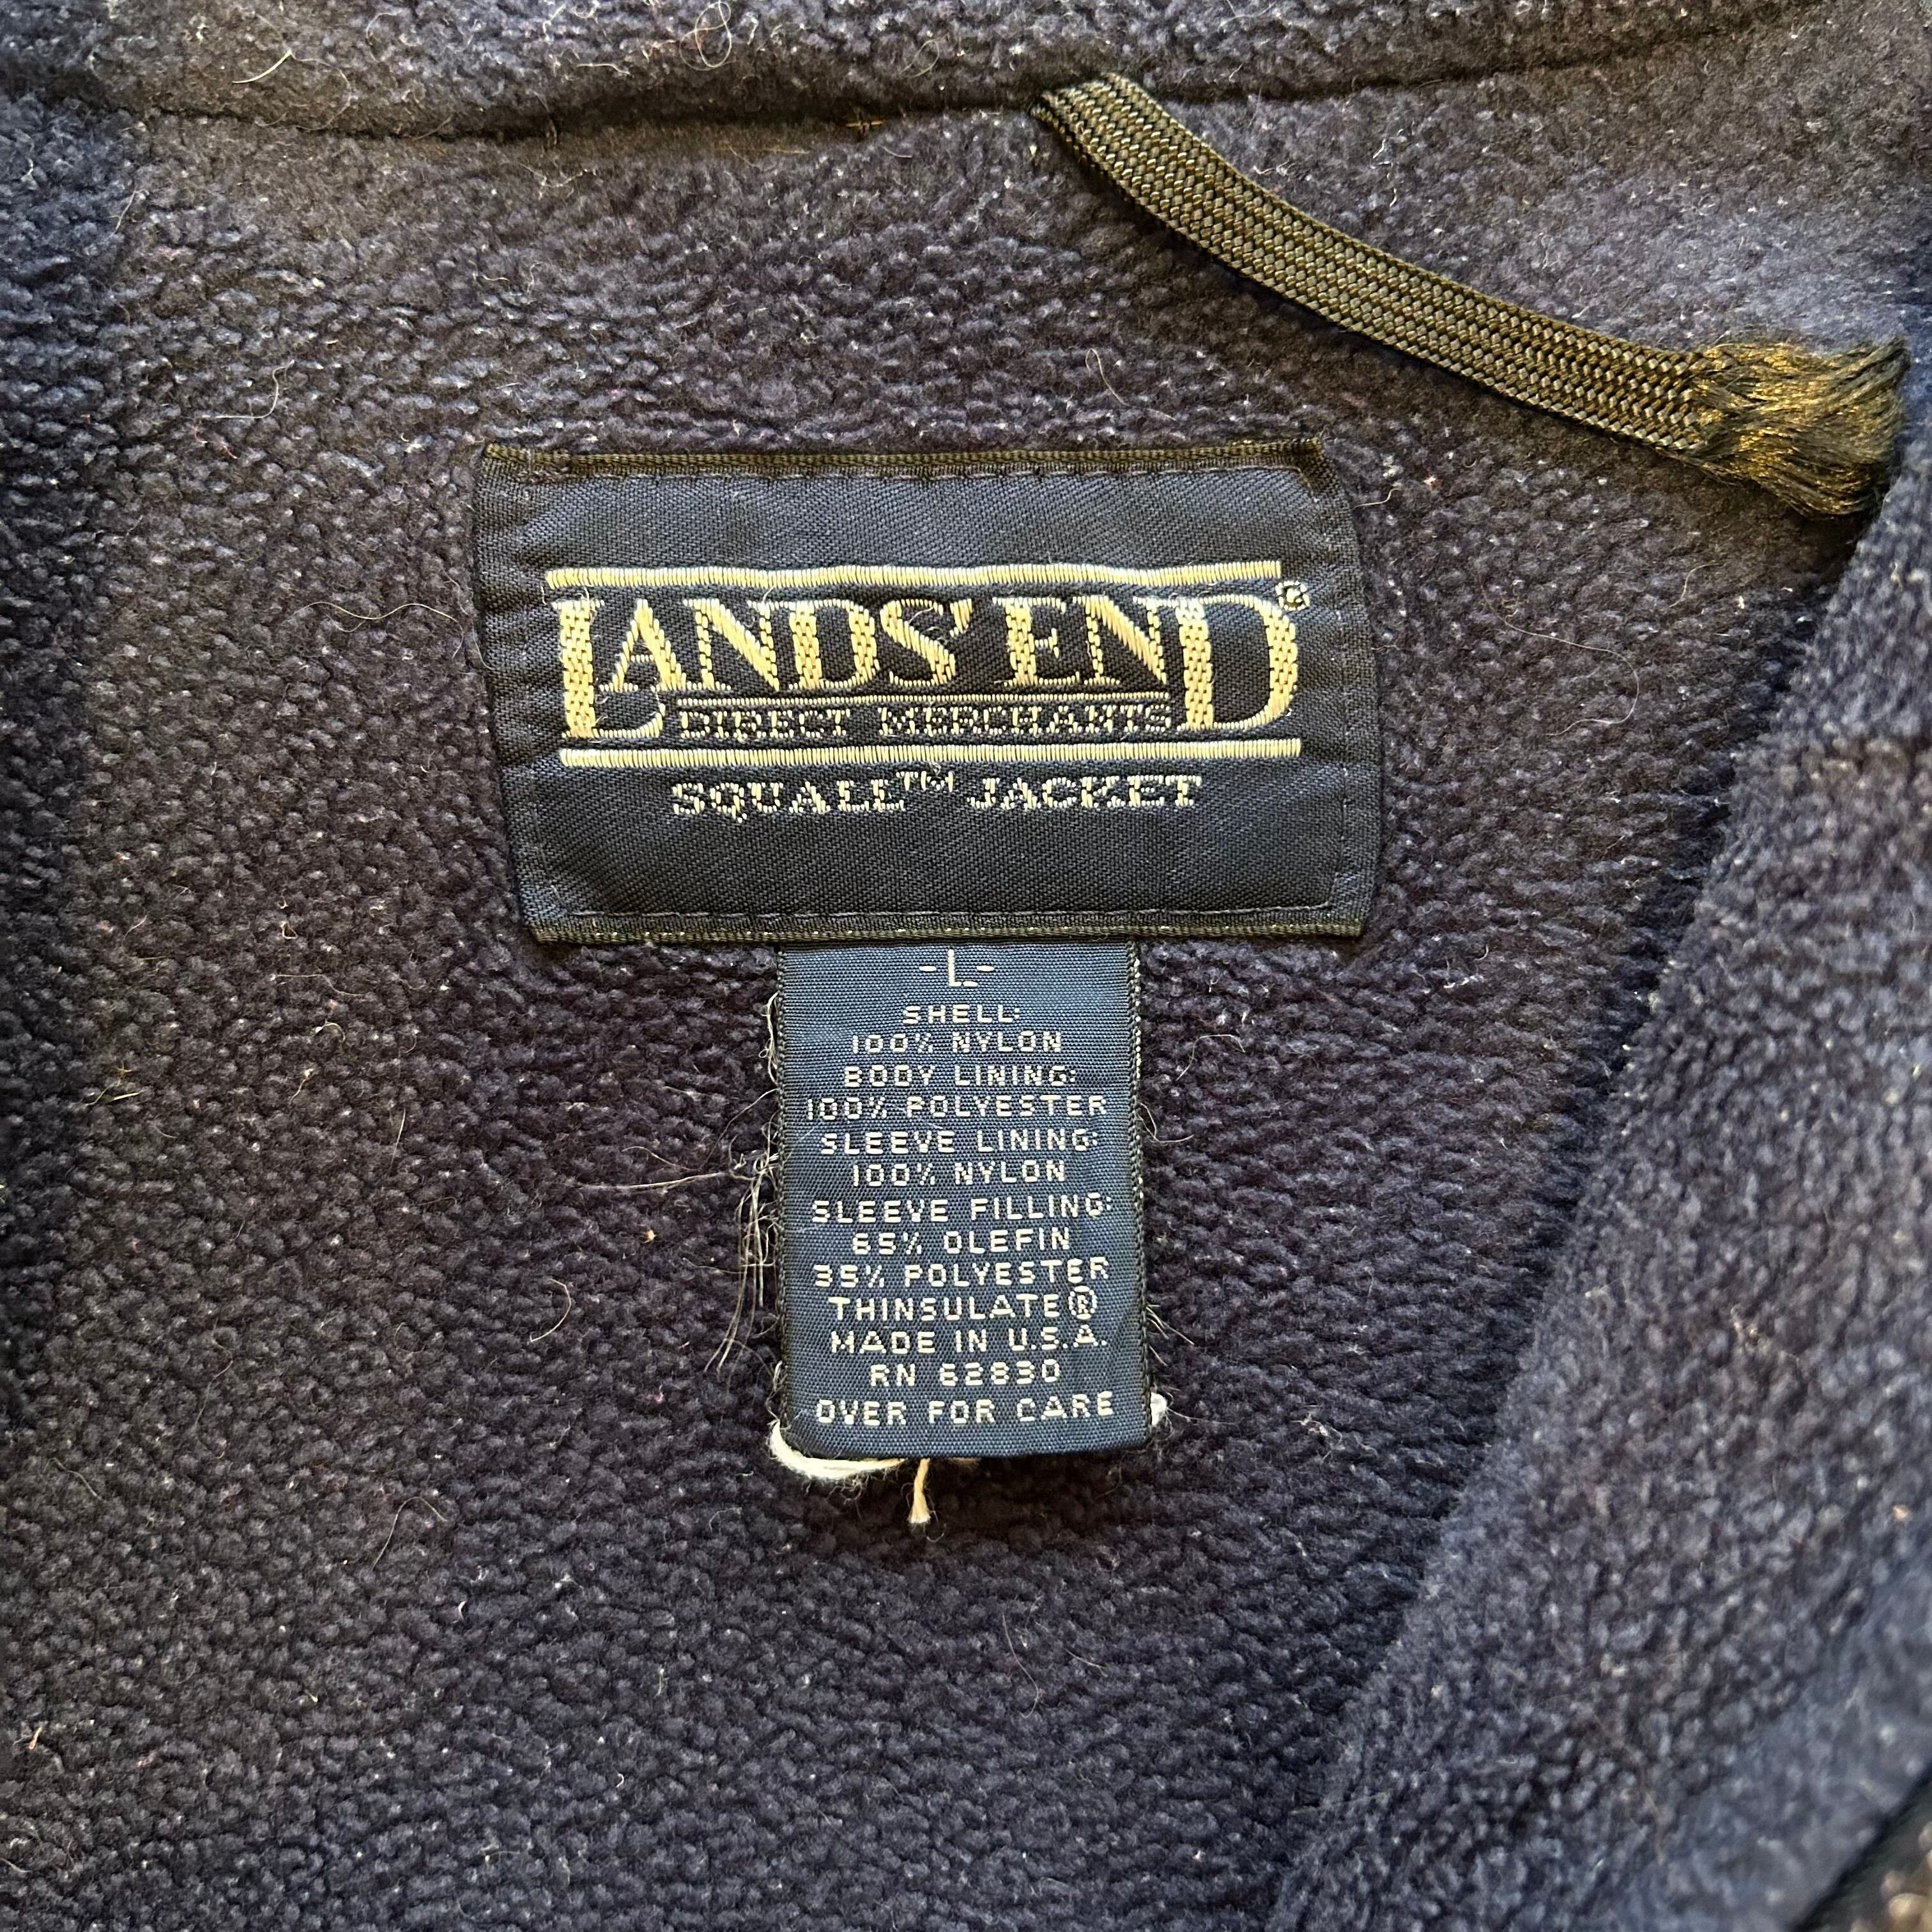 LANDS' END®
DIRECT MERCHANTS
SQUALL™ JACKET
-L-
SHELL:
100% NYLON
BODY LINING:
100% POLYESTER
SLEEVE LINING:
100% NYLON
SLEEVE FILLING:
65% OLEFIN
35% POLYESTER
THINSULATE®
MADE IN U.S.A.
RN 62830
OVER FOR CARE